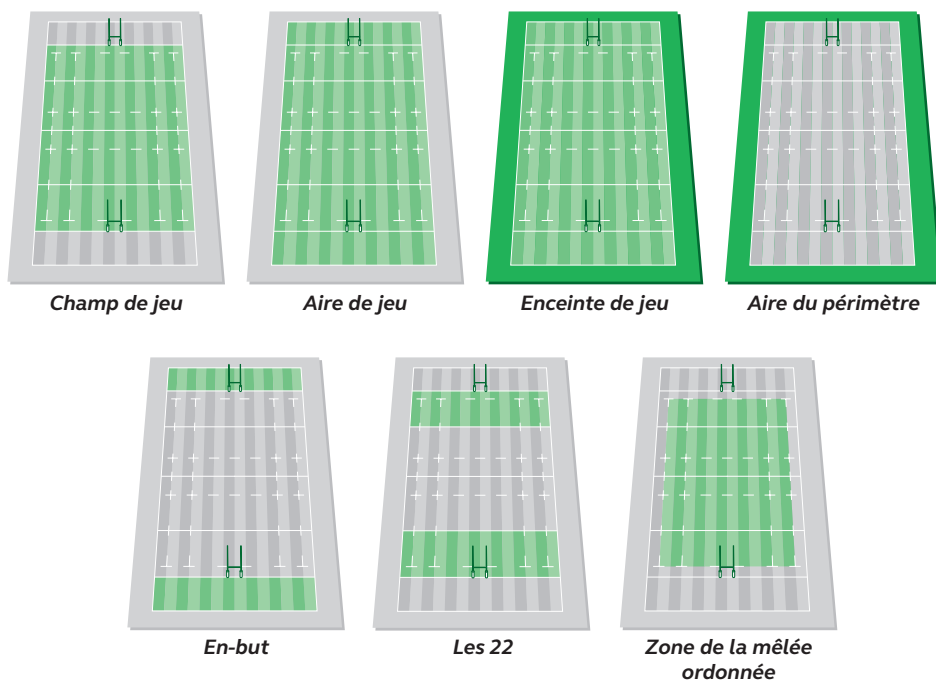 Champ de jeu
Aire de jeu
Enceinte de jeu
Aire du périmètre
En-but
Les 22
Zone de la mêlée
ordonnée